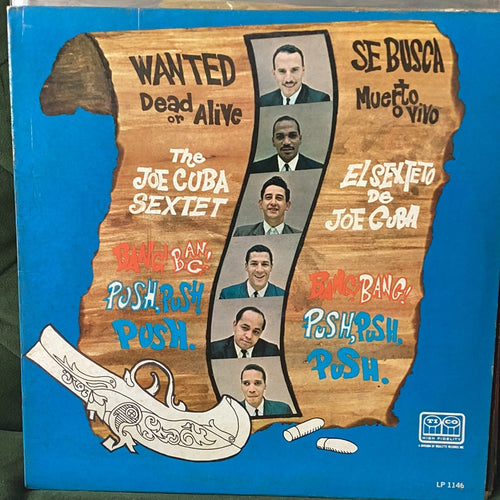 WANTED
Dead
or ALIVE
The
JOE CUBA
SEXTET
BANG! BANG!
PUSH, PUSH
PUSH.
SE BUSCA
Muerto
o vivo
EL SEXTETO
De
JOE CUBA
BANG! BANG!
PUSH, PUSH.
PUSH.
TICO
HIGH FIDELITY
LP 1146